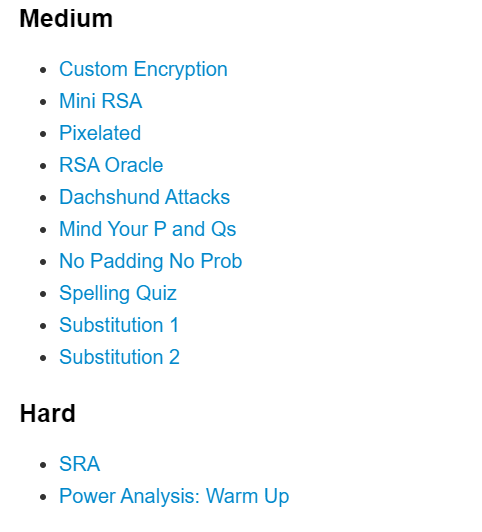 Medium
Custom Encryption
Mini RSA
Pixelated
RSA Oracle
Dachshund Attacks
Mind Your P and Qs
No Padding No Prob
Spelling Quiz
Substitution 1
Substitution 2
Hard
SRA
Power Analysis: Warm Up